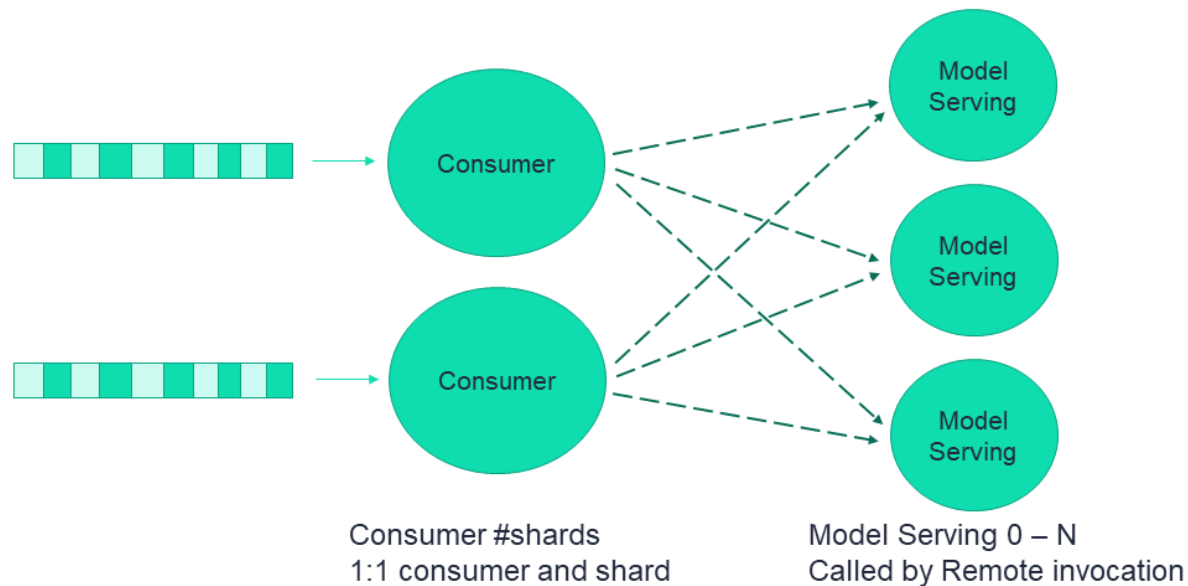 Model
Serving
Consumer
Model
Serving
Consumer
Model
Serving
Consumer #shards
1:1 consumer and shard
Model Serving 0 – N
Called by Remote invocation